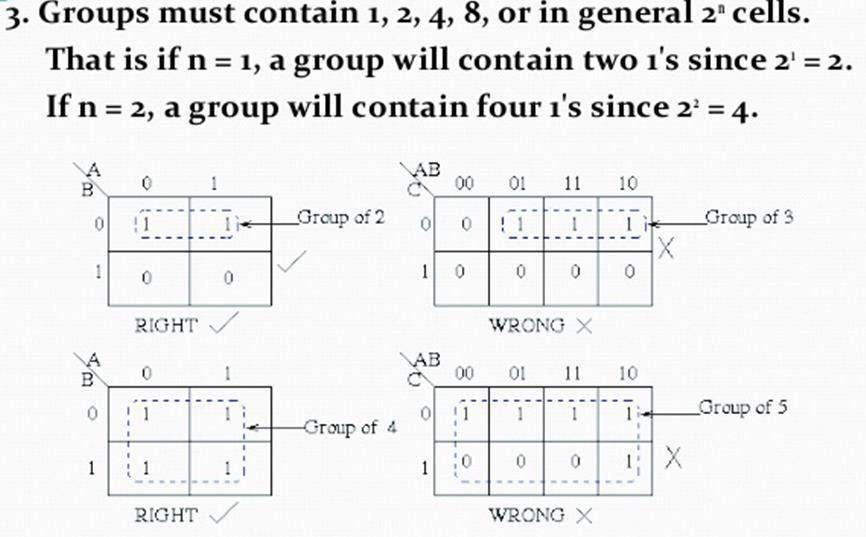 3. Groups must contain 1, 2, 4, 8, or in general 2ⁿ cells.
That is if n = 1, a group will contain two 1's since 2¹ = 2.
If n = 2, a group will contain four 1's since 2² = 4.
A
B
0 1
0 1 1
Group of 2
1 0 0
RIGHT ✓
AB
C
00 01 11 10
0 0 1 1 1
Group of 3
X
1 0 0 0 0
WRONG X
A
B
0 1
0 1 1
Group of 4
1 1 1
RIGHT ✓
AB
C
00 01 11 10
0 1 1 1 1
Group of 5
1 0 0 0 1
X
WRONG X